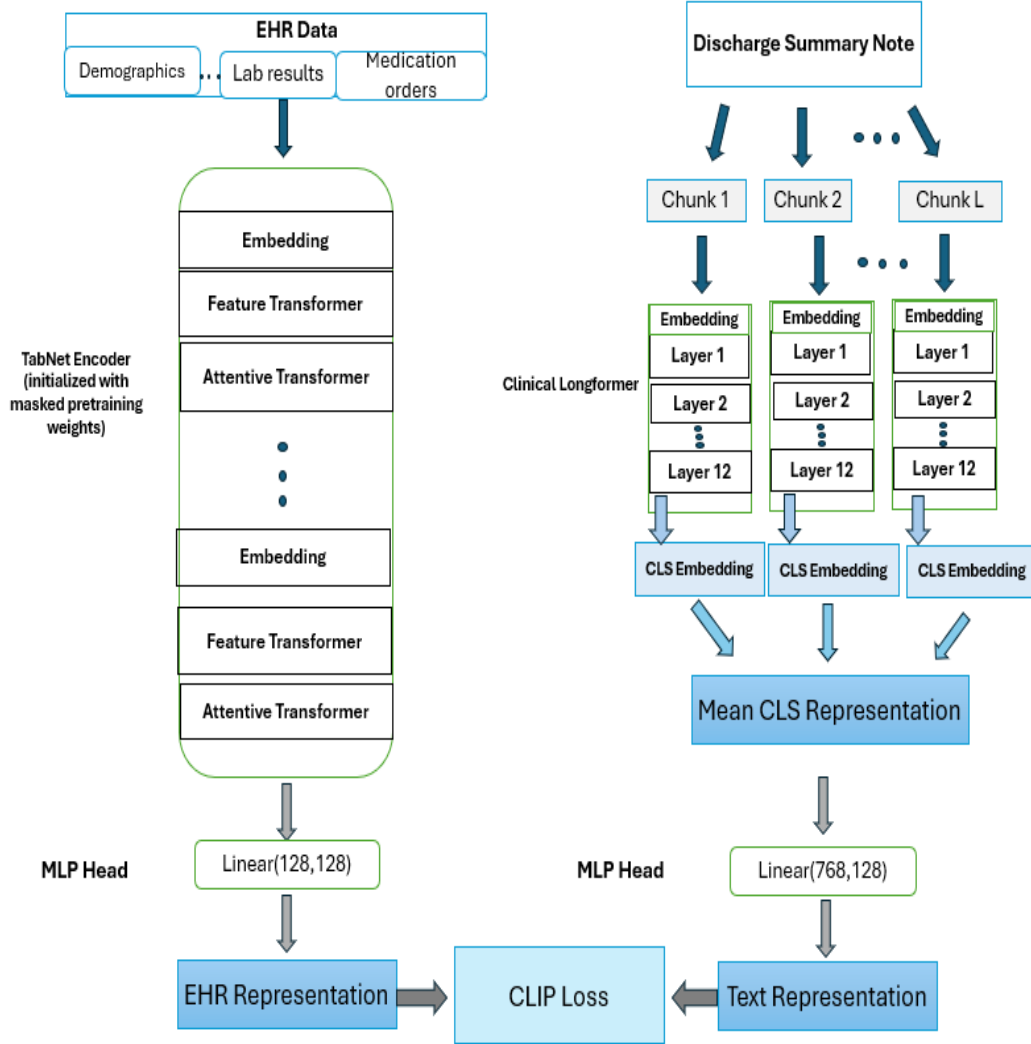 EHR Data
Demographics
Lab results
Medication
orders
TabNet Encoder
(initialized with
masked pretraining
weights)
Embedding
Feature Transformer
Attentive Transformer
Embedding
Feature Transformer
Attentive Transformer
MLP Head
Linear(128,128)
EHR Representation
Discharge Summary Note
Chunk 1
Chunk 2
Chunk L
Clinical Longformer
Embedding
Layer 1
Layer 2
Layer 12
Embedding
Layer 1
Layer 2
Layer 12
Embedding
Layer 1
Layer 2
Layer 12
CLS Embedding
CLS Embedding
CLS Embedding
Mean CLS Representation
MLP Head
Linear(768,128)
Text Representation
CLIP Loss